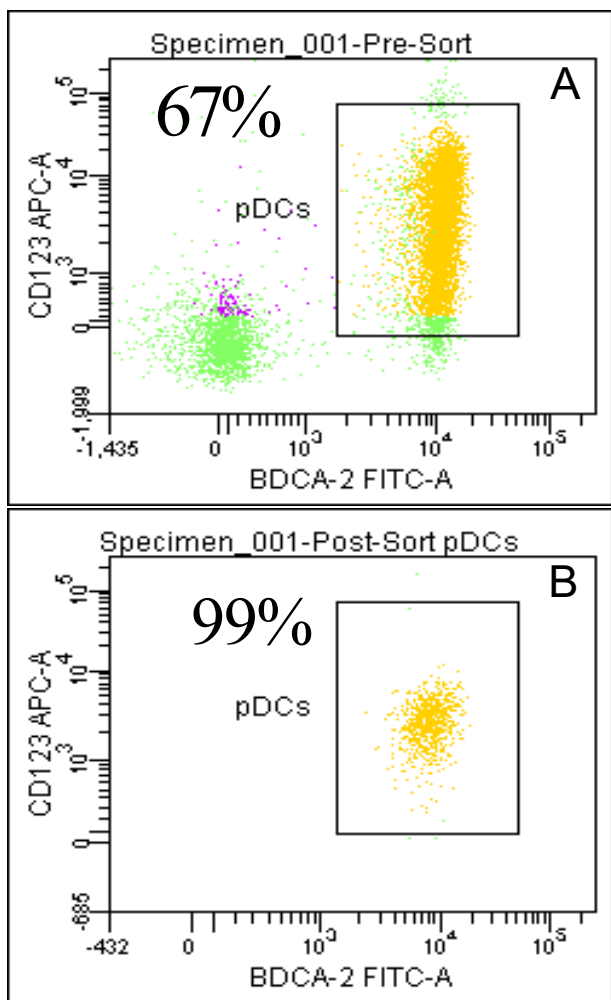 Specimen_001-Pre-Sort
A
67%
pDCs
CD123 APC-A
10^5
10^4
10^3
0
-1,999
-1,435
0
10^3
10^4
10^5
BDCA-2 FITC-A
Specimen_001-Post-Sort pDCs
B
99%
pDCs
CD123 APC-A
10^5
10^4
10^3
0
-685
-432
0
10^3
10^4
10^5
BDCA-2 FITC-A